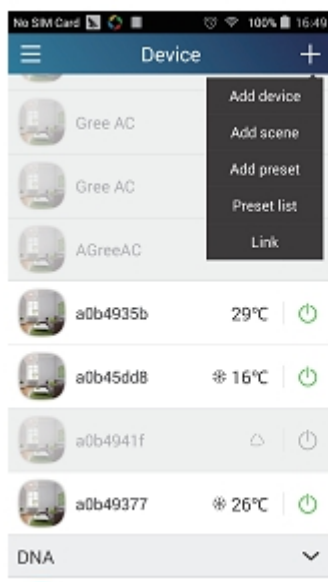 No SIM Card 100% 16:49
Device
Add device
Gree AC
Add scene
Add preset
Gree AC
Preset list
AGreeAC
Link
a0b4935b 29℃
a0b45dd8 16℃
a0b4941f
a0b49377 26℃
DNA